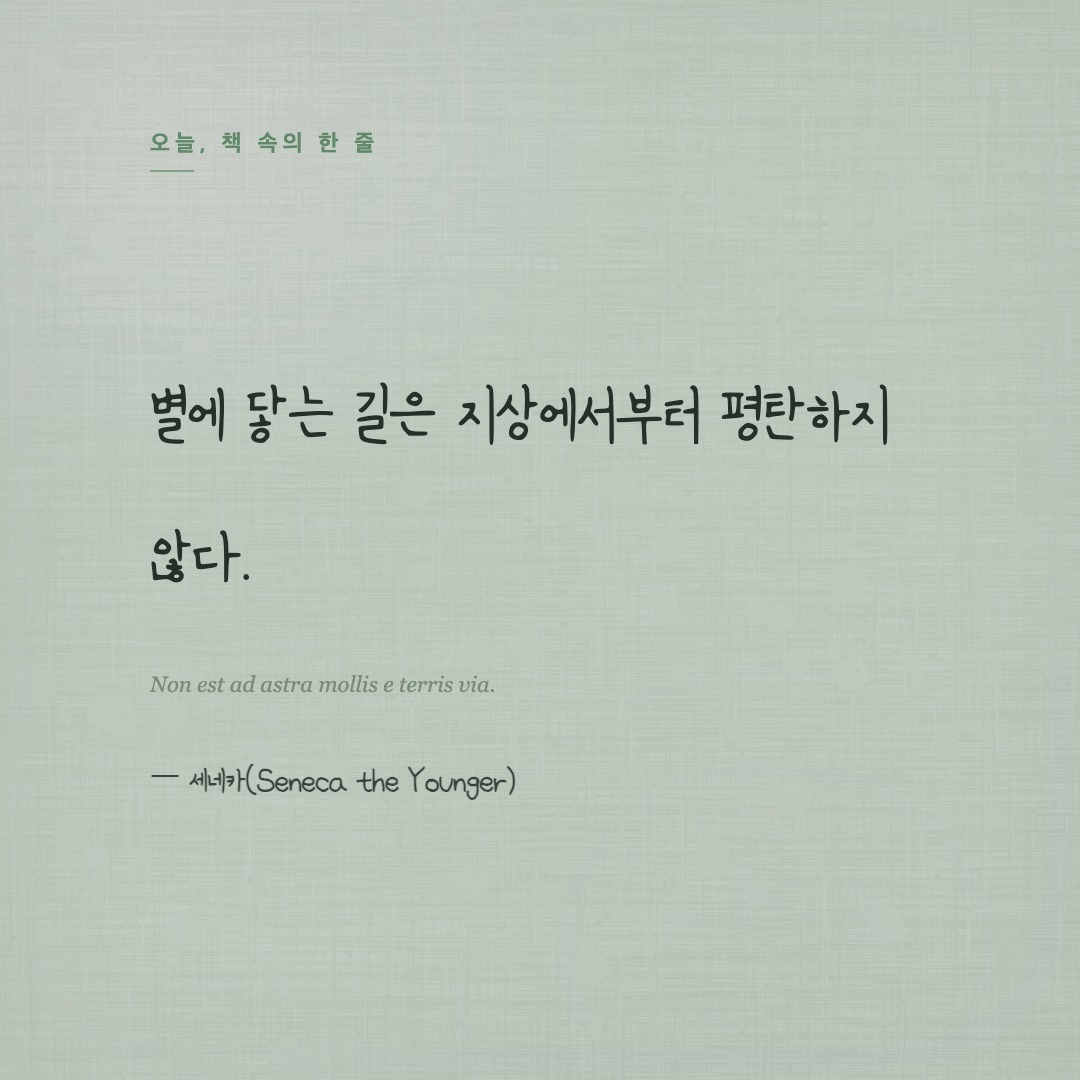 오늘, 책 속의 한 줄
별에 닿는 길은 지상에서부터 평탄하지
않다.
Non est ad astra mollis e terris via.
— 세네카(Seneca the Younger)